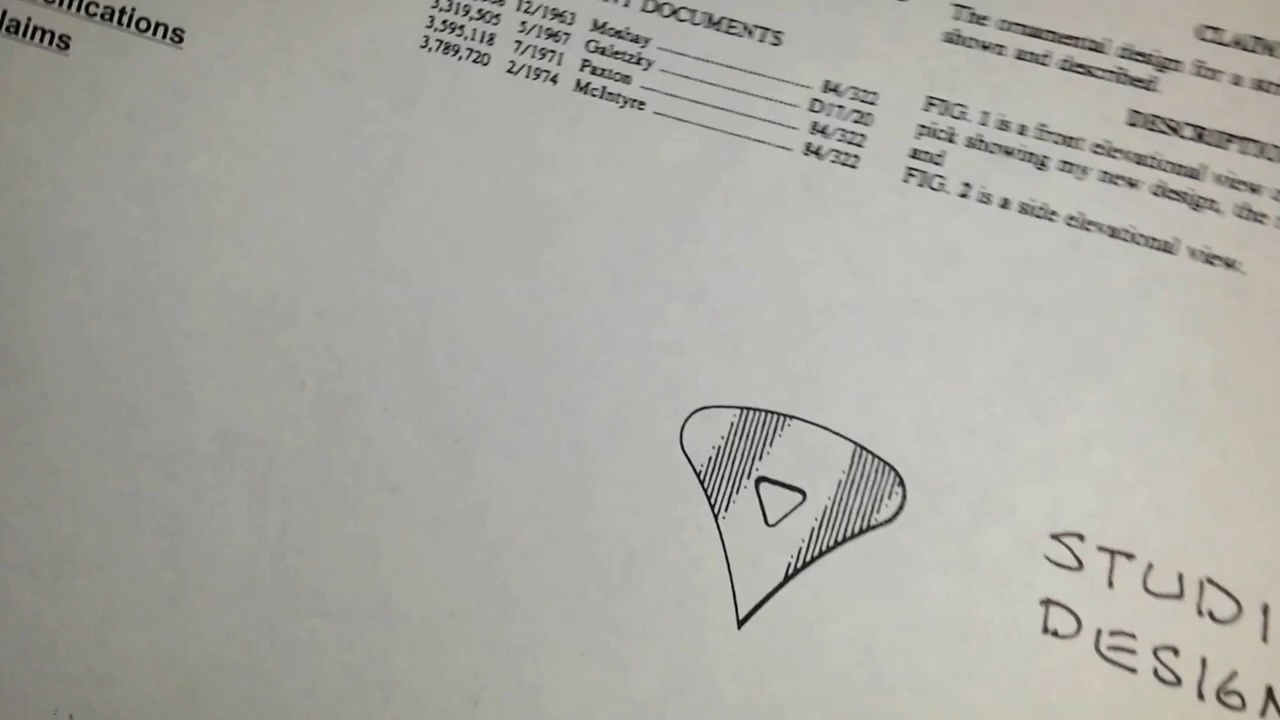 ications
laims
DOCUMENTS
12/1963 Moshay 84/322
3,319,505 5/1967 Galetzky D17/20
3,595,118 7/1971 Paxton 84/322
3,789,720 2/1974 McIntyre 84/322
CLAIM
The ornamental design for a
shown and described.
DESCRIPTIO
FIG. 1 is a front elevational view
pick showing my new design, the
and
FIG. 2 is a side elevational view.
STUDI
DESIGN